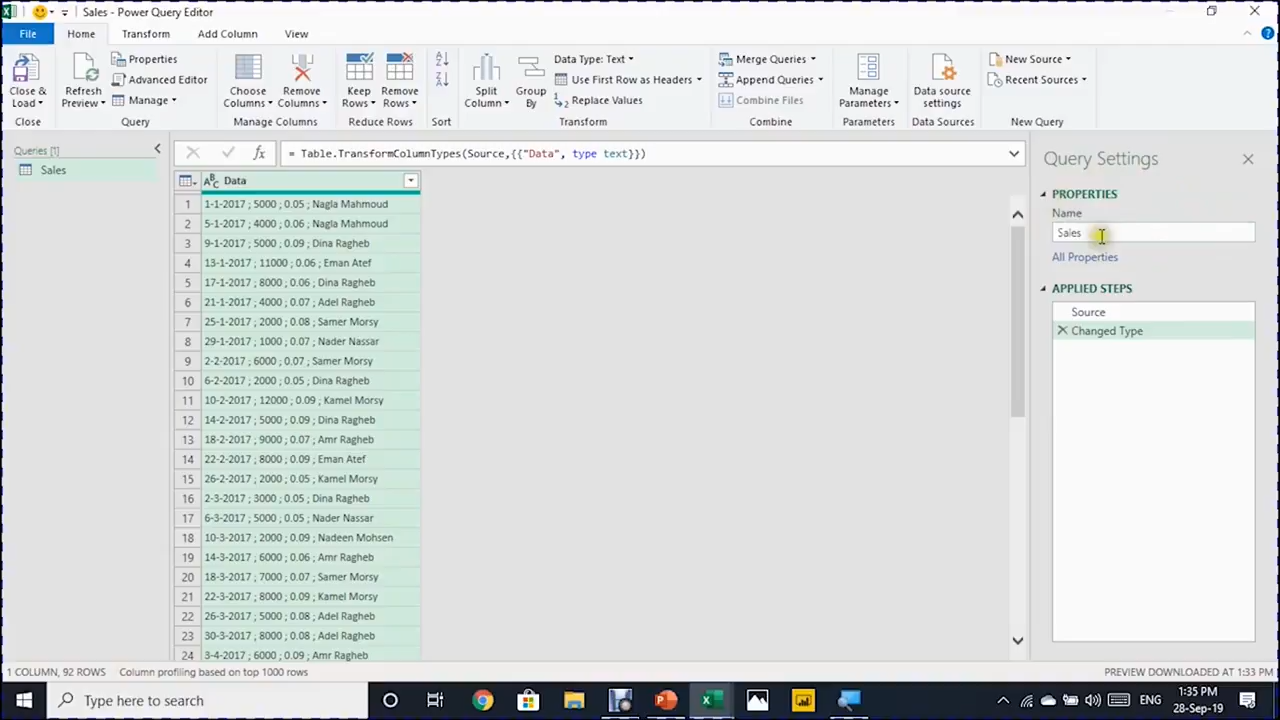 Sales - Power Query Editor
File Home Transform Add Column View
Close & Load
Close
Refresh Preview
Properties
Advanced Editor
Manage
Query
Choose Columns
Remove Columns
Manage Columns
Keep Rows
Remove Rows
Reduce Rows
Sort
Split Column
Group By
Data Type: Text
Use First Row as Headers
Replace Values
Transform
Merge Queries
Append Queries
Combine Files
Combine
Manage Parameters
Parameters
Data source settings
Data Sources
New Source
Recent Sources
New Query
Queries [1]
Sales
fx = Table.TransformColumnTypes(Source,{{"Data", type text}})
ABC Data
1 1-1-2017 ; 5000 ; 0.05 ; Nagla Mahmoud
2 5-1-2017 ; 4000 ; 0.06 ; Nagla Mahmoud
3 9-1-2017 ; 5000 ; 0.09 ; Dina Ragheb
4 13-1-2017 ; 11000 ; 0.06 ; Eman Atef
5 17-1-2017 ; 8000 ; 0.06 ; Dina Ragheb
6 21-1-2017 ; 4000 ; 0.07 ; Adel Ragheb
7 25-1-2017 ; 2000 ; 0.08 ; Samer Morsy
8 29-1-2017 ; 1000 ; 0.07 ; Nader Nassar
9 2-2-2017 ; 6000 ; 0.07 ; Samer Morsy
10 6-2-2017 ; 2000 ; 0.05 ; Dina Ragheb
11 10-2-2017 ; 12000 ; 0.09 ; Kamel Morsy
12 14-2-2017 ; 5000 ; 0.09 ; Dina Ragheb
13 18-2-2017 ; 9000 ; 0.07 ; Amr Ragheb
14 22-2-2017 ; 8000 ; 0.09 ; Eman Atef
15 26-2-2017 ; 2000 ; 0.05 ; Kamel Morsy
16 2-3-2017 ; 3000 ; 0.05 ; Dina Ragheb
17 6-3-2017 ; 5000 ; 0.05 ; Nader Nassar
18 10-3-2017 ; 2000 ; 0.09 ; Nadeen Mohsen
19 14-3-2017 ; 6000 ; 0.06 ; Amr Ragheb
20 18-3-2017 ; 7000 ; 0.07 ; Samer Morsy
21 22-3-2017 ; 8000 ; 0.09 ; Kamel Morsy
22 26-3-2017 ; 5000 ; 0.08 ; Adel Ragheb
23 30-3-2017 ; 8000 ; 0.08 ; Adel Ragheb
24 3-4-2017 ; 6000 ; 0.09 ; Amr Ragheb
Query Settings
PROPERTIES
Name
Sales
All Properties
APPLIED STEPS
Source
Changed Type
1 COLUMN, 92 ROWS Column profiling based on top 1000 rows PREVIEW DOWNLOADED AT 1:33 PM
Type here to search
ENG
1:35 PM
28-Sep-19